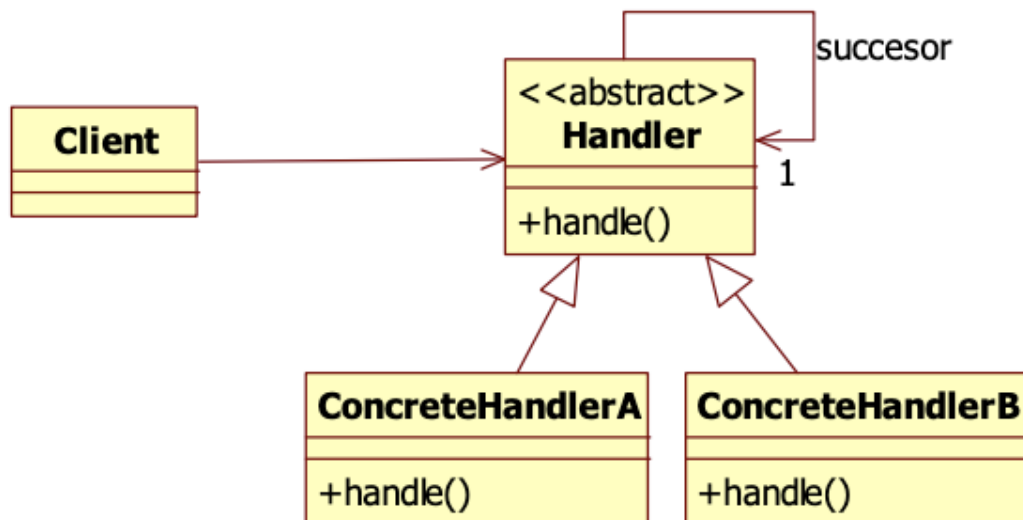 succesor
<<abstract>>
Client
Handler
1
+handle()
ConcreteHandlerA
ConcreteHandlerB
+handle()
+handle()